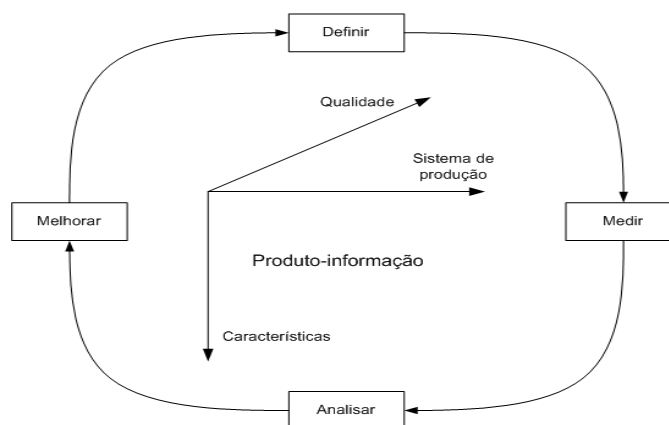 Definir
Qualidade
Sistema de
produção
Melhorar
Medir
Produto-informação
Características
Analisar